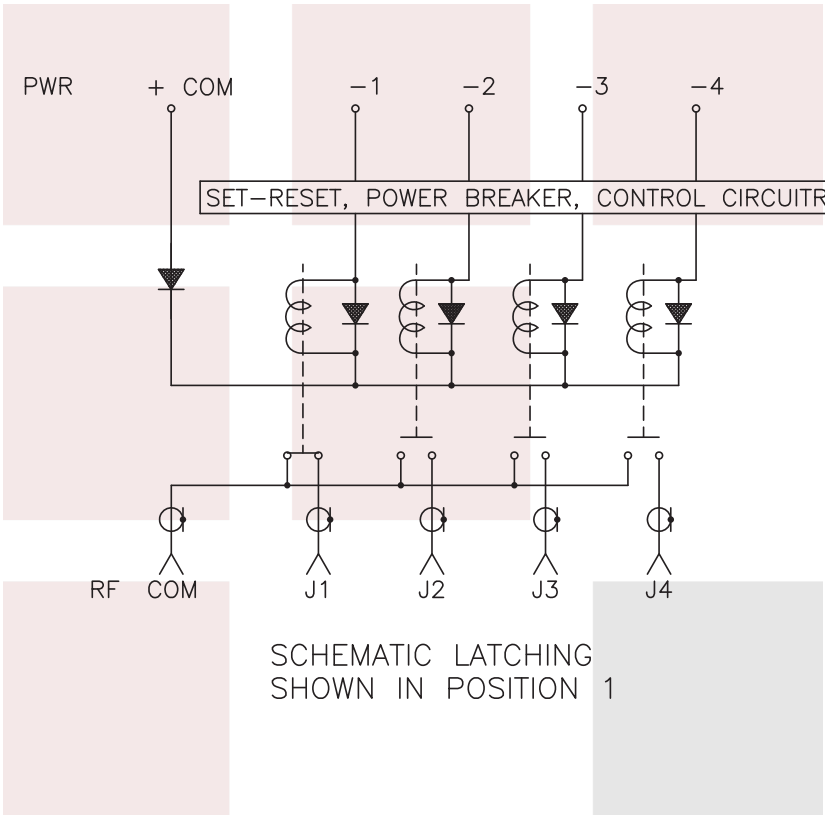 PWR + COM -1 -2 -3 -4
SET-RESET, POWER BREAKER, CONTROL
RF COM J1 J2 J3 J4
SCHEMATIC LATCHING
SHOWN IN POSITION 1